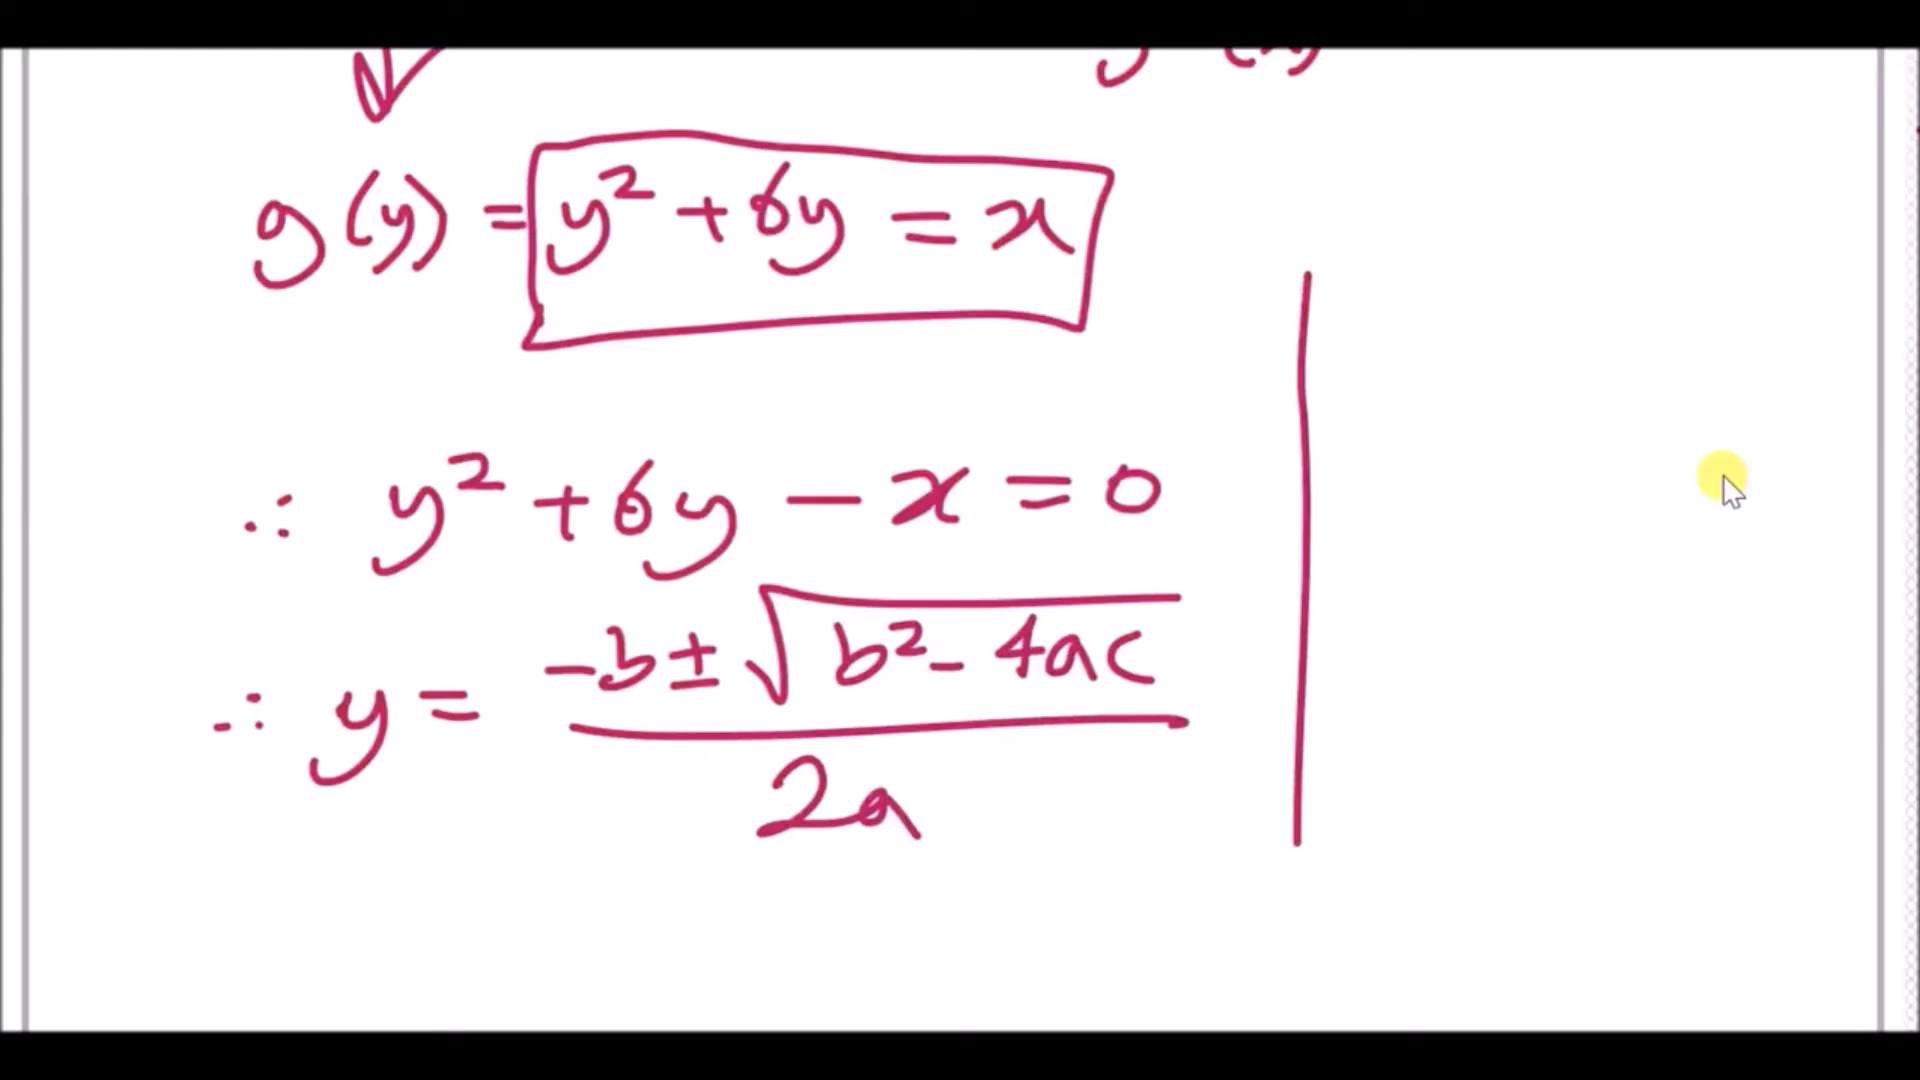 g(y) = y² + 6y = x
∴ y² + 6y - x = 0
∴ y = (-b ± √(b² - 4ac)) / 2a